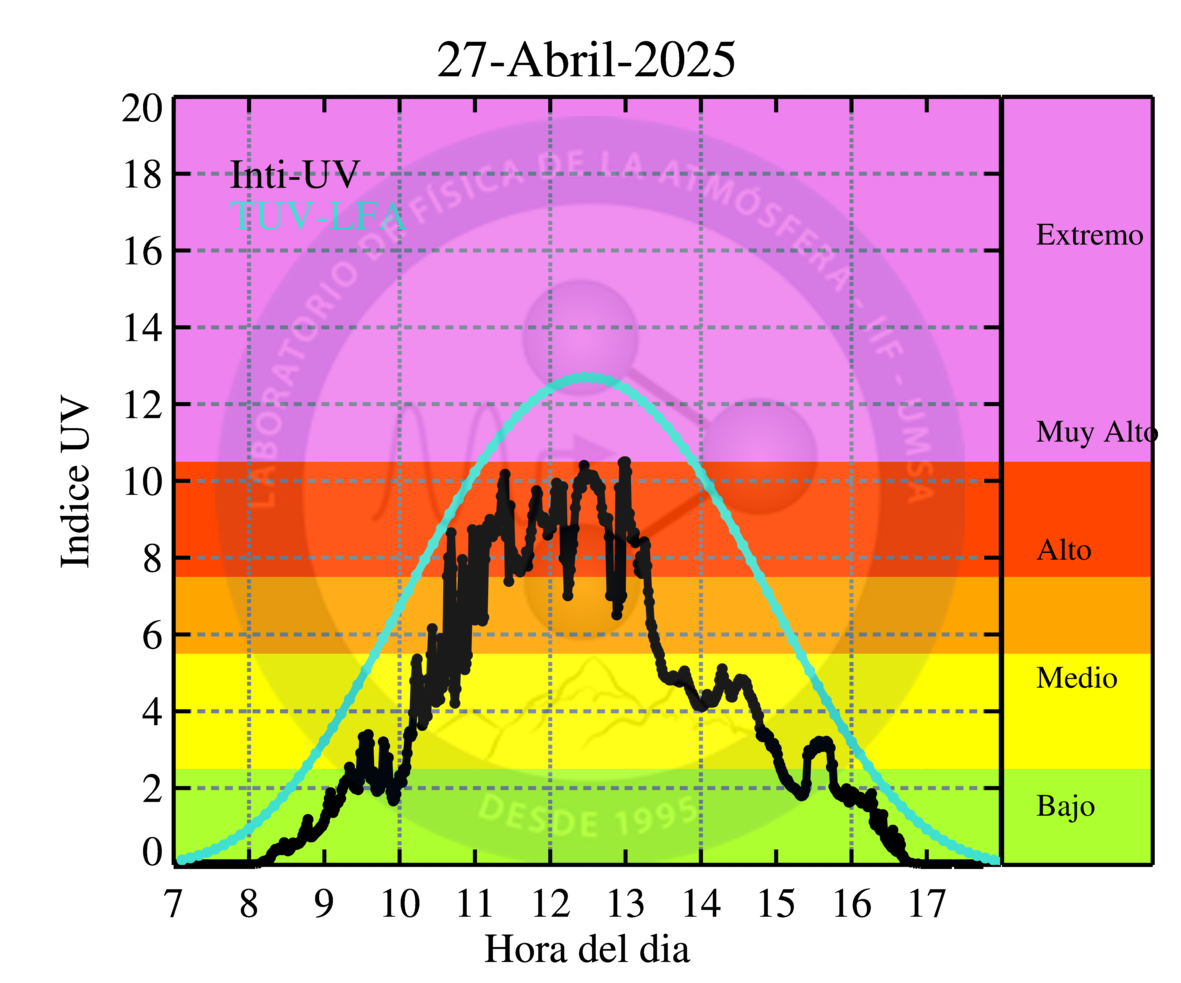 27-Abril-2025
Inti-UV
TUV-LFA
LABORATORIO DE FÍSICA DE LA ATMÓSFERA - IIF - UMSA
DESDE 1995
Indice UV
20
18
16
14
12
10
8
6
4
2
0
7 8 9 10 11 12 13 14 15 16 17
Hora del dia
Extremo
Muy Alto
Alto
Medio
Bajo